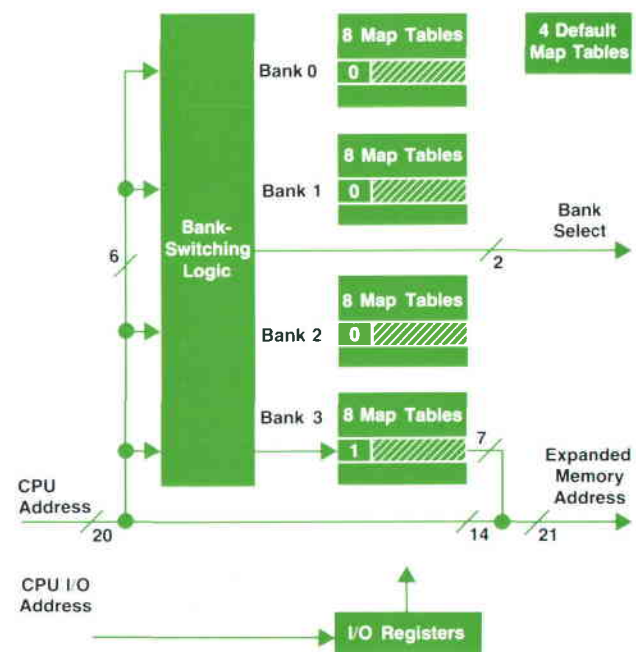 8 Map Tables
4 Default
Map Tables
Bank 0
0
8 Map Tables
Bank 1
0
Bank
Select
Bank-
Switching
Logic
6
2
8 Map Tables
Bank 2
0
Bank 3
8 Map Tables
7
1
Expanded
Memory
Address
CPU
Address
20
14
21
CPU I/O
Address
I/O Registers